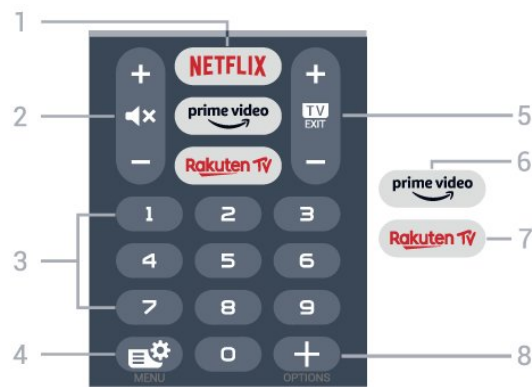 1
NETFLIX
+
+
2
prime video
TV
EXIT
5
−
Rakuten TV
−
6
prime video
7
Rakuten TV
3
1 2 3
4 5 6
7 8 9
4
0
+
8
MENU
OPTIONS